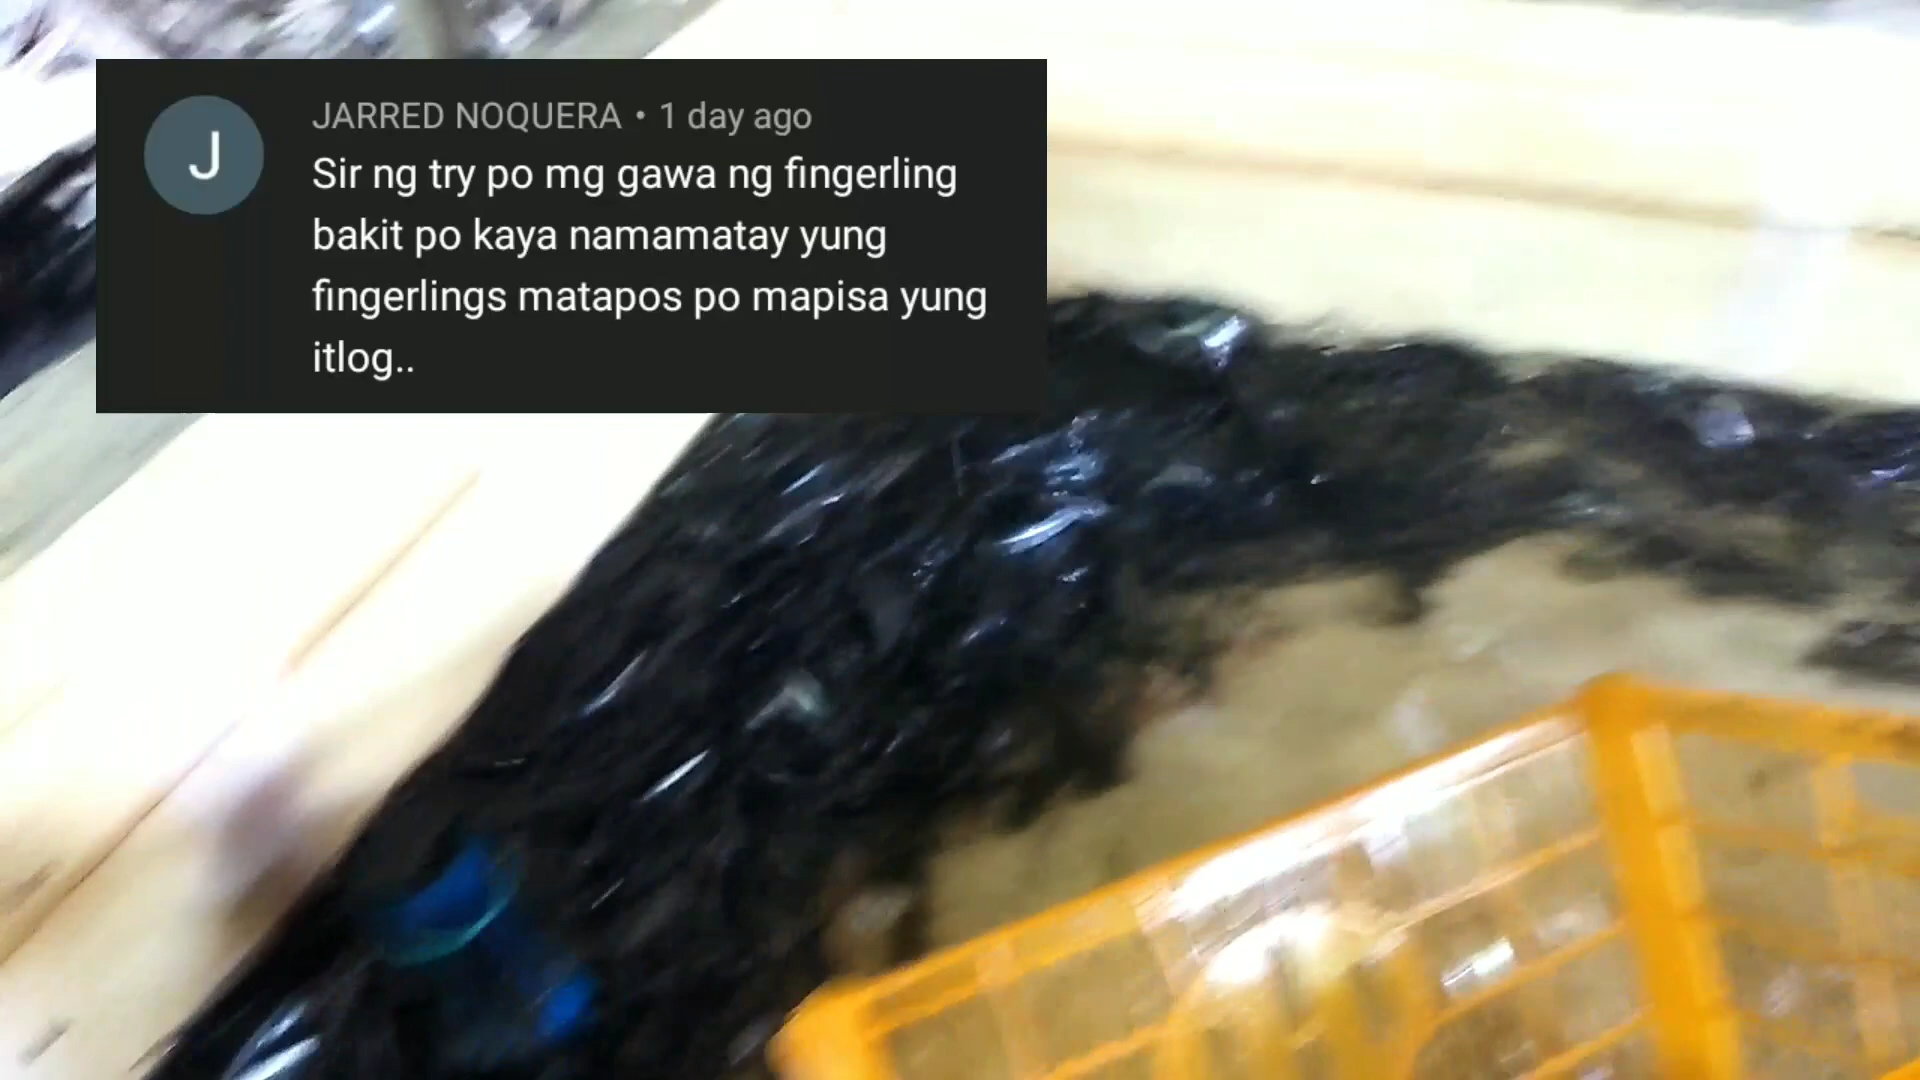 J
JARRED NOQUERA • 1 day ago
Sir ng try po mg gawa ng fingerling
bakit po kaya namamatay yung
fingerlings matapos po mapisa yung
itlog..